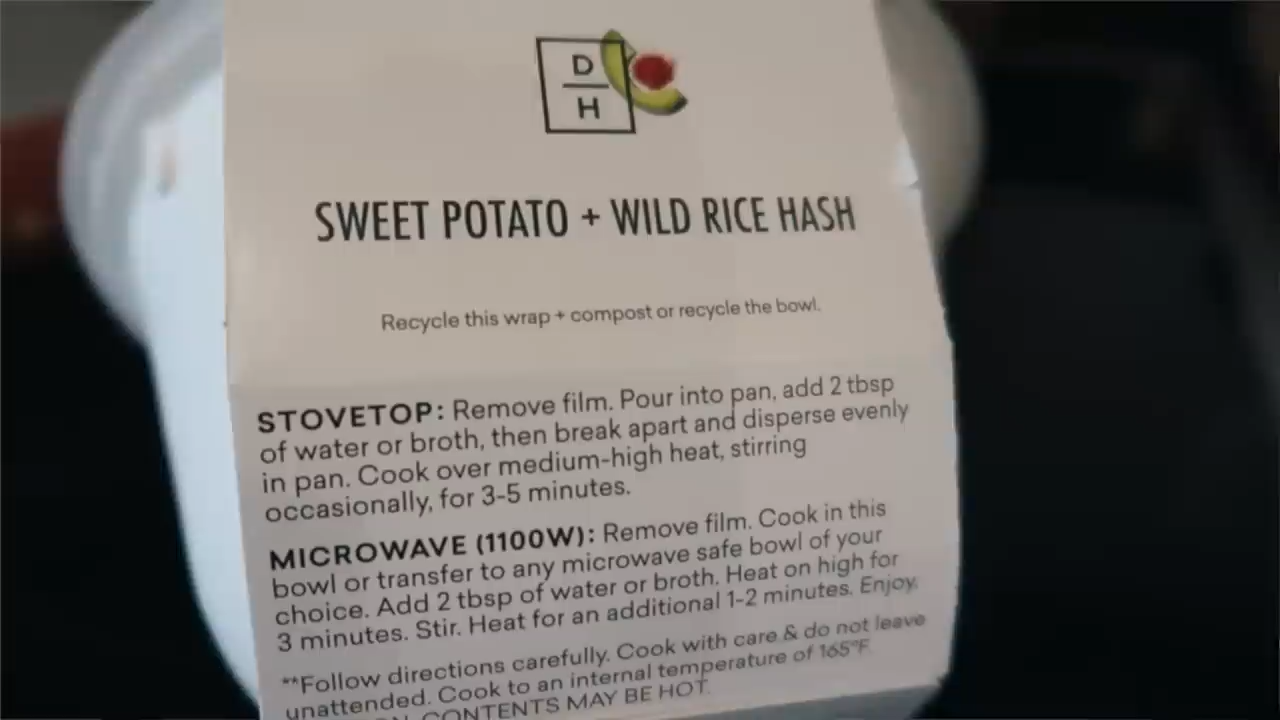 D
H
SWEET POTATO + WILD RICE HASH
Recycle this wrap + compost or recycle the bowl.
STOVETOP: Remove film. Pour into pan, add 2 tbsp
of water or broth, then break apart and disperse evenly
in pan. Cook over medium-high heat, stirring
occasionally, for 3-5 minutes.
MICROWAVE (1100W): Remove film. Cook in this
bowl or transfer to any microwave safe bowl of your
choice. Add 2 tbsp of water or broth. Heat on high for
3 minutes. Stir. Heat for an additional 1-2 minutes. Enjoy.
**Follow directions carefully. Cook with care & do not leave
unattended. Cook to an internal temperature of 165°F.
CONTENTS MAY BE HOT.